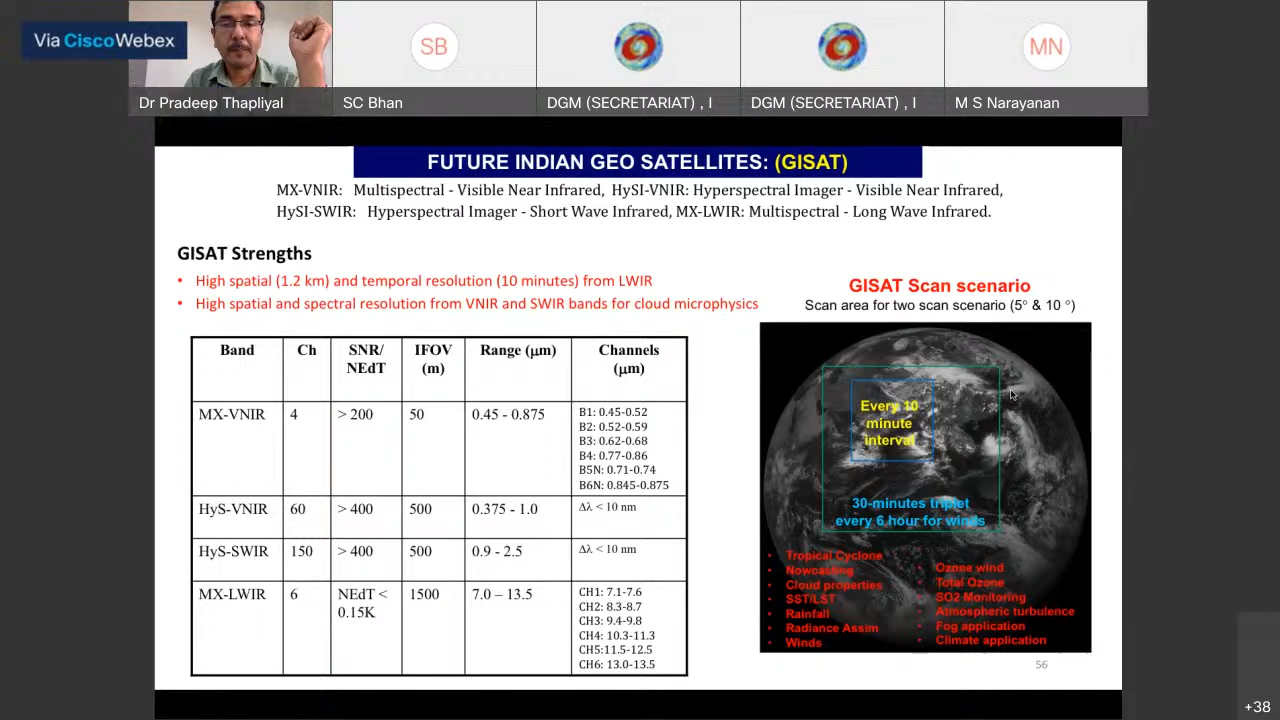 Via CiscoWebex
SB
MN
Dr Pradeep Thapliyal
SC Bhan
DGM (SECRETARIAT) , I
DGM (SECRETARIAT) , I
M S Narayanan
FUTURE INDIAN GEO SATELLITES: (GISAT)
MX-VNIR: Multispectral - Visible Near Infrared, HySI-VNIR: Hyperspectral Imager - Visible Near Infrared,
HySI-SWIR: Hyperspectral Imager - Short Wave Infrared, MX-LWIR: Multispectral - Long Wave Infrared.
GISAT Strengths
• High spatial (1.2 km) and temporal resolution (10 minutes) from LWIR
• High spatial and spectral resolution from VNIR and SWIR bands for cloud microphysics
Band Ch SNR/ NEdT IFOV (m) Range (µm) Channels (µm)
MX-VNIR 4 > 200 50 0.45 - 0.875
B1: 0.45-0.52
B2: 0.52-0.59
B3: 0.62-0.68
B4: 0.77-0.86
B5N: 0.71-0.74
B6N: 0.845-0.875
HyS-VNIR 60 > 400 500 0.375 - 1.0 Δλ < 10 nm
HyS-SWIR 150 > 400 500 0.9 - 2.5 Δλ < 10 nm
MX-LWIR 6 NEdT < 0.15K 1500 7.0 – 13.5
CH1: 7.1-7.6
CH2: 8.3-8.7
CH3: 9.4-9.8
CH4: 10.3-11.3
CH5:11.5-12.5
CH6: 13.0-13.5
GISAT Scan scenario
Scan area for two scan scenario (5° & 10 °)
Every 10
minute
interval
30-minutes triplet
every 6 hour for winds
• Tropical Cyclone
• Nowcasting
• Cloud properties
• SST/LST
• Rainfall
• Radiance Assim
• Winds
• Ozone wind
• Total Ozone
• SO2 Monitoring
• Atmospheric turbulence
• Fog application
• Climate application
56
+38